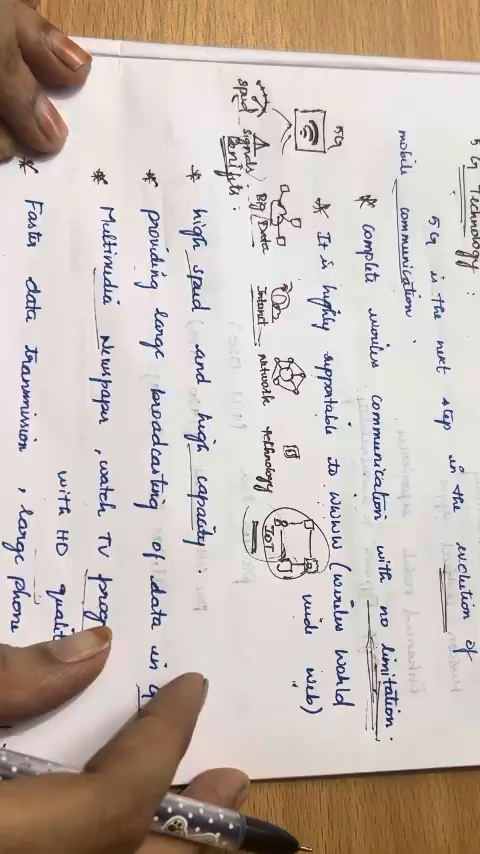 5G Technology :
5G is the next step in the evolution of
mobile communication.
* complete wireless communication with no limitation.
* It is highly supportable to WWWW (wireless World
wide web)
5G
speed signals Big Data Internet Network technology IoT
Benifits :
* high speed and high capacity.
* providing large broadcasting of data in
* Multimedia Newspaper, watch TV prog
with HD qualit
* Faster data transmission, large phone